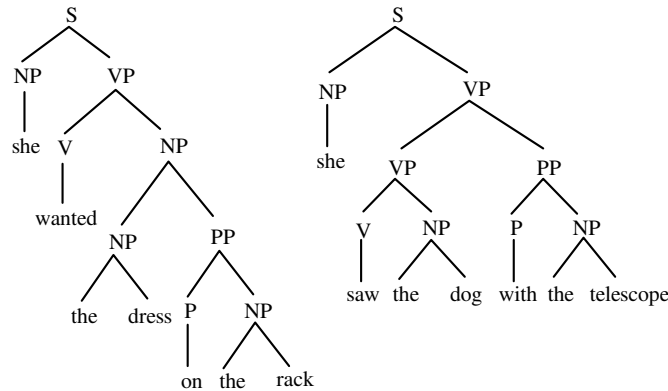 S S
NP VP NP VP
she V NP she VP PP
wanted NP PP V NP P NP
the dress P NP saw the dog with the telescope
on the rack